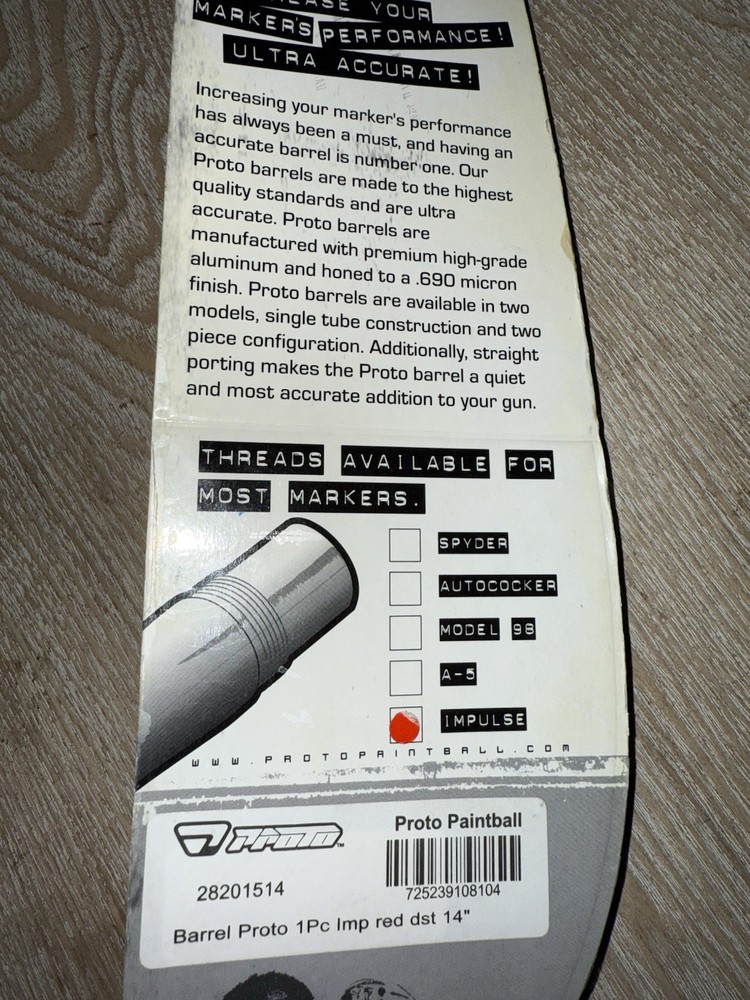 YOUR
MARKER'S PERFORMANCE!
ULTRA ACCURATE!
Increasing your marker's performance
has always been a must, and having an
accurate barrel is number one. Our
Proto barrels are made to the highest
quality standards and are ultra
accurate. Proto barrels are
manufactured with premium high-grade
aluminum and honed to a .690 micron
finish. Proto barrels are available in two
models, single tube construction and two
piece configuration. Additionally, straight
porting makes the Proto barrel a quiet
and most accurate addition to your gun.
THREADS AVAILABLE FOR
MOST MARKERS.
SPYDER
AUTOCOCKER
MODEL 98
A-5
IMPULSE
WWW.PROTOPAINTBALL.COM
Proto™
Proto Paintball
28201514
725239108104
Barrel Proto 1Pc Imp red dst 14"